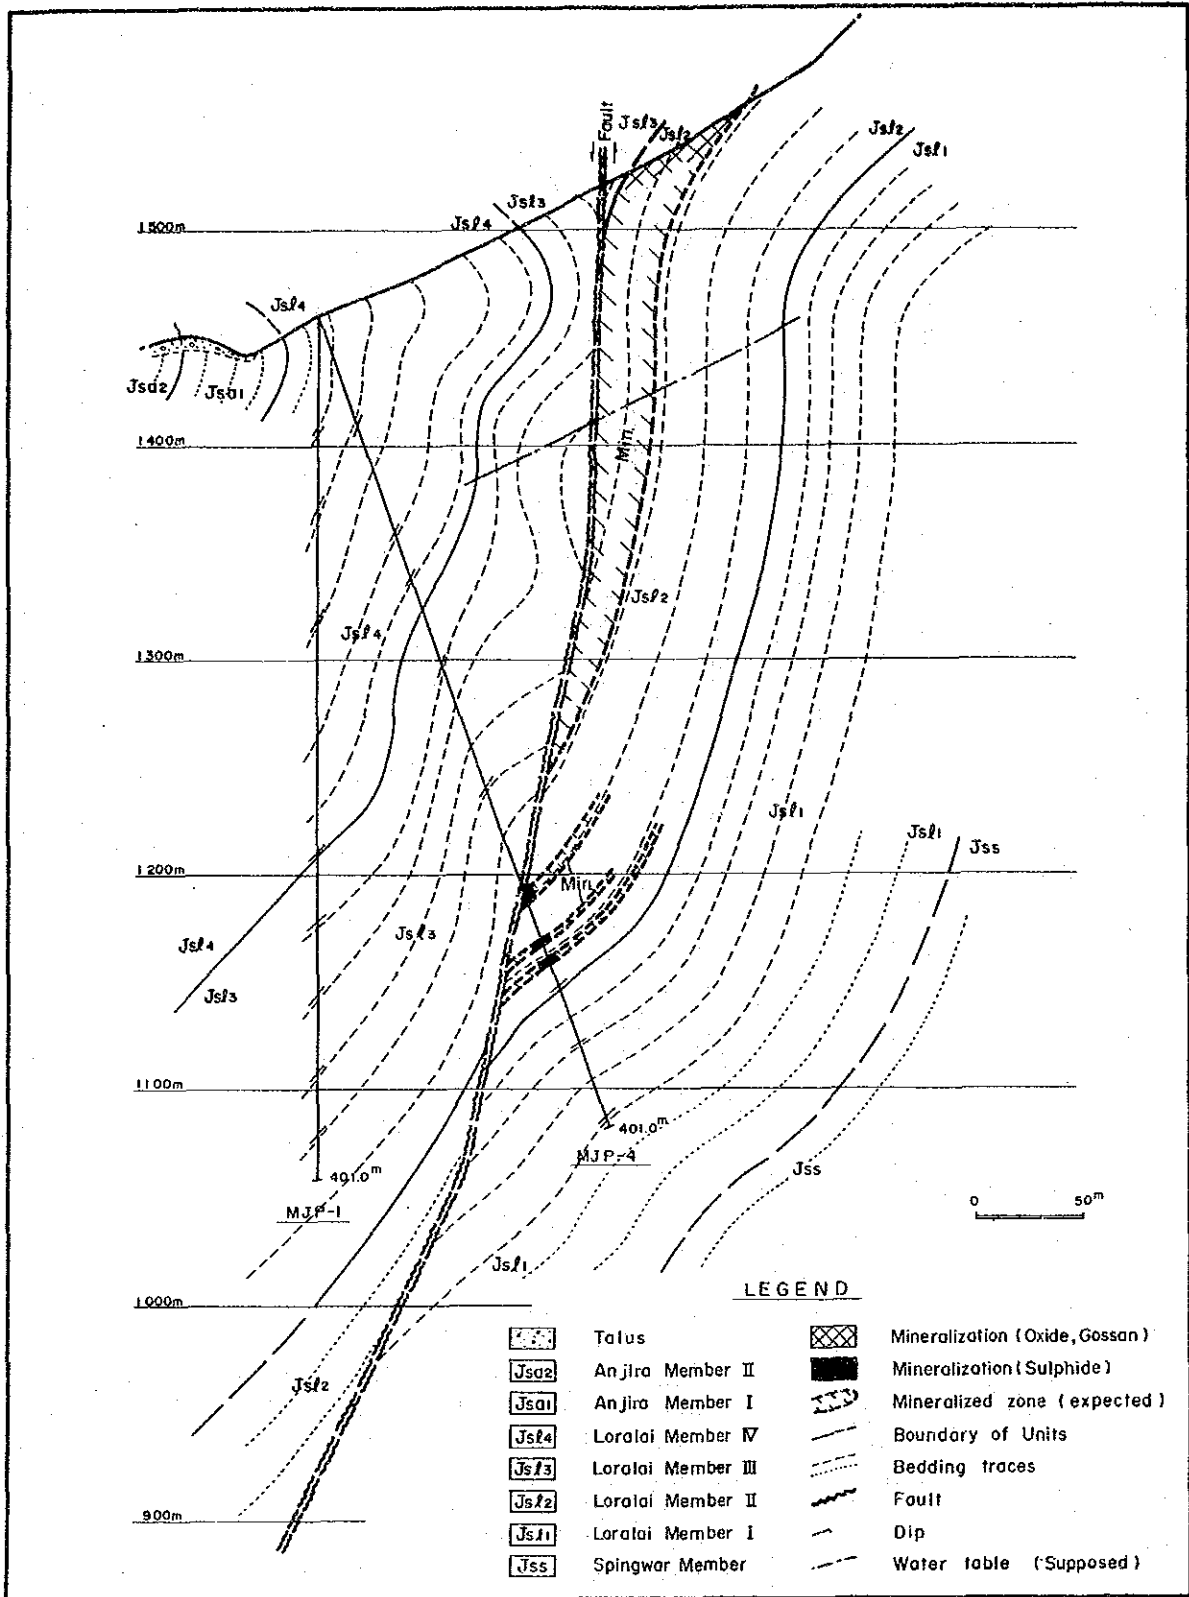 Fault
Jsℓ3
Jsℓ2
Jsℓ2
Jsℓ1
Jsℓ3
Jsℓ4
1500m
Jsℓ4
Jsa2
Jsa1
1400m
Min.
Jsℓ2
Jsℓ4
1300m
Jsℓ1
Jsℓ1
Jss
1200m
Min.
Jsℓ3
Jsℓ4
Jsℓ3
1100m
401.0m
MJP-4
Jss
401.0m
MJP-1
0 50m
Jsℓ1
1000m
Jsℓ2
900m
LEGEND
Talus
Jsa2 Anjira Member II
Jsa1 Anjira Member I
Jsℓ4 Loralai Member IV
Jsℓ3 Loralai Member III
Jsℓ2 Loralai Member II
Jsℓ1 Loralai Member I
Jss Spingwar Member
Mineralization (Oxide, Gossan)
Mineralization (Sulphide)
Mineralized zone (expected)
Boundary of Units
Bedding traces
Fault
Dip
Water table (Supposed)